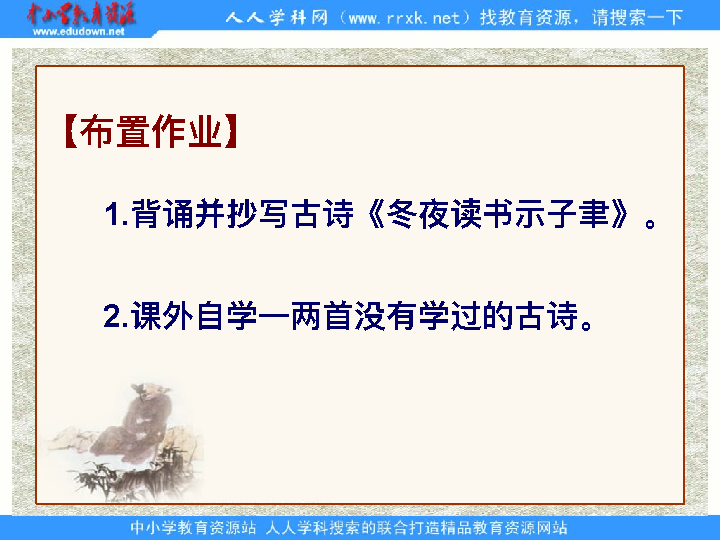 中小学教育资源
www.edudown.net
人人学科网（www.rrxk.net）找教育资源，请搜索一下
【布置作业】
1.背诵并抄写古诗《冬夜读书示子聿》。
2.课外自学一两首没有学过的古诗。
中小学教育资源站 人人学科搜索的联合打造精品教育资源网站